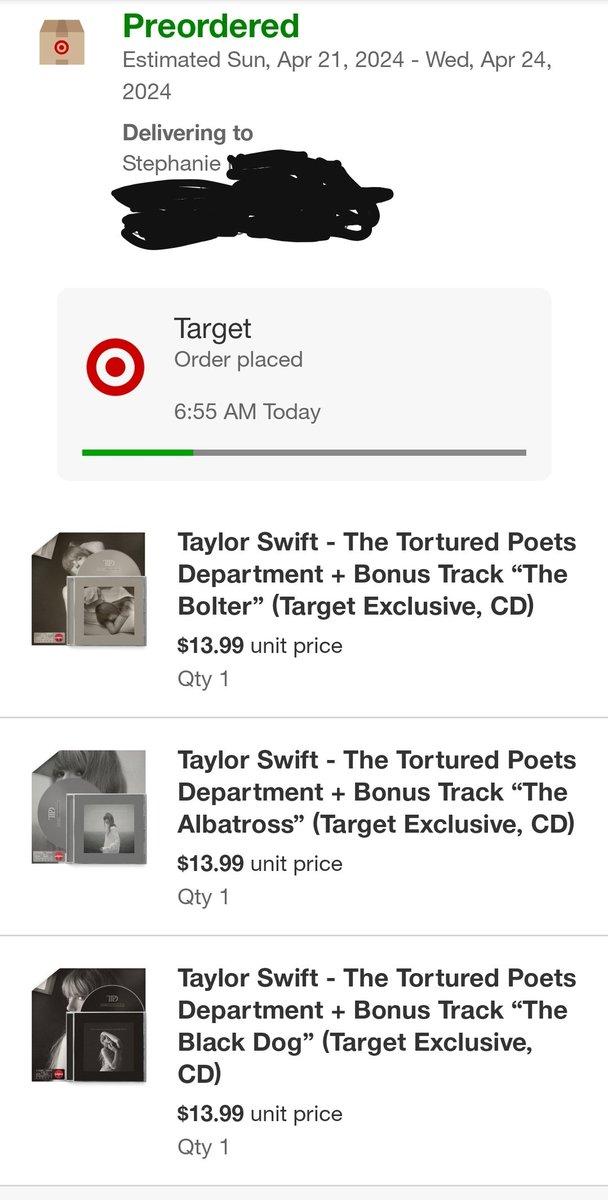 Preordered
Estimated Sun, Apr 21, 2024 - Wed, Apr 24,
2024
Delivering to
Stephanie
Target
Order placed
6:55 AM Today
Taylor Swift - The Tortured Poets
Department + Bonus Track “The
Bolter” (Target Exclusive, CD)
$13.99 unit price
Qty 1
Taylor Swift - The Tortured Poets
Department + Bonus Track “The
Albatross” (Target Exclusive, CD)
$13.99 unit price
Qty 1
Taylor Swift - The Tortured Poets
Department + Bonus Track “The
Black Dog” (Target Exclusive,
CD)
$13.99 unit price
Qty 1